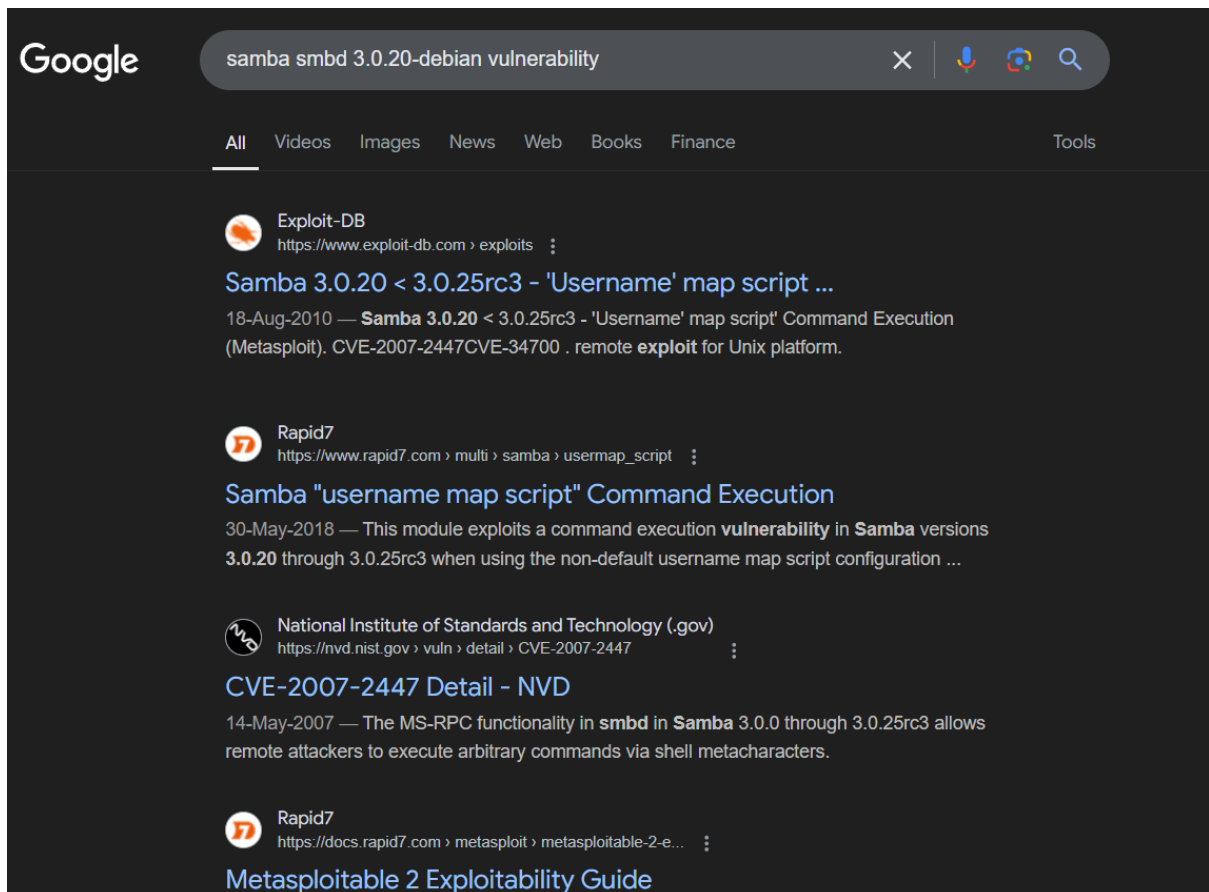 Google
samba smbd 3.0.20-debian vulnerability
All Videos Images News Web Books Finance Tools
Exploit-DB
https://www.exploit-db.com › exploits
Samba 3.0.20 < 3.0.25rc3 - 'Username' map script ...
18-Aug-2010 — Samba 3.0.20 < 3.0.25rc3 - 'Username' map script' Command Execution
(Metasploit). CVE-2007-2447CVE-34700 . remote exploit for Unix platform.
Rapid7
https://www.rapid7.com › multi › samba › usermap_script
Samba "username map script" Command Execution
30-May-2018 — This module exploits a command execution vulnerability in Samba versions
3.0.20 through 3.0.25rc3 when using the non-default username map script configuration ...
National Institute of Standards and Technology (.gov)
https://nvd.nist.gov › vuln › detail › CVE-2007-2447
CVE-2007-2447 Detail - NVD
14-May-2007 — The MS-RPC functionality in smbd in Samba 3.0.0 through 3.0.25rc3 allows
remote attackers to execute arbitrary commands via shell metacharacters.
Rapid7
https://docs.rapid7.com › metasploit › metasploitable-2-e...
Metasploitable 2 Exploitability Guide